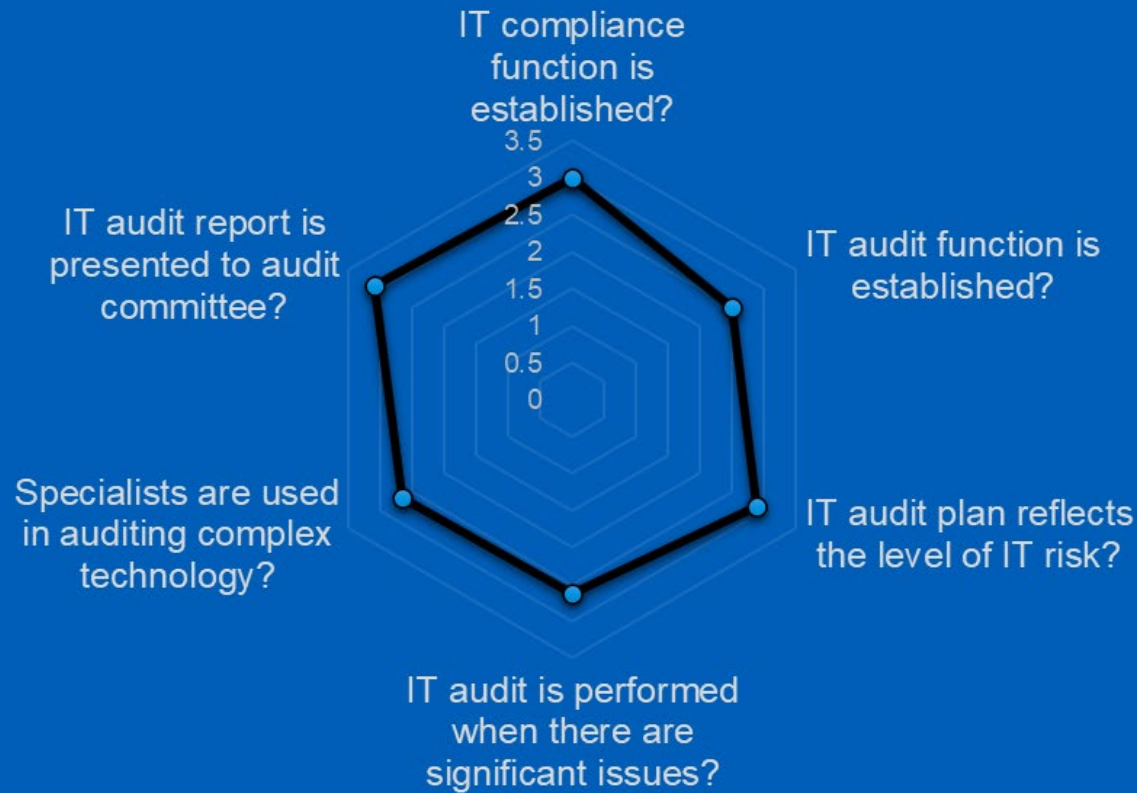 IT compliance
function is
established?
3.5
3
2.5
2
1.5
1
0.5
0
IT audit function is
established?
IT audit plan reflects
the level of IT risk?
IT audit is performed
when there are
significant issues?
Specialists are used
in auditing complex
technology?
IT audit report is
presented to audit
committee?